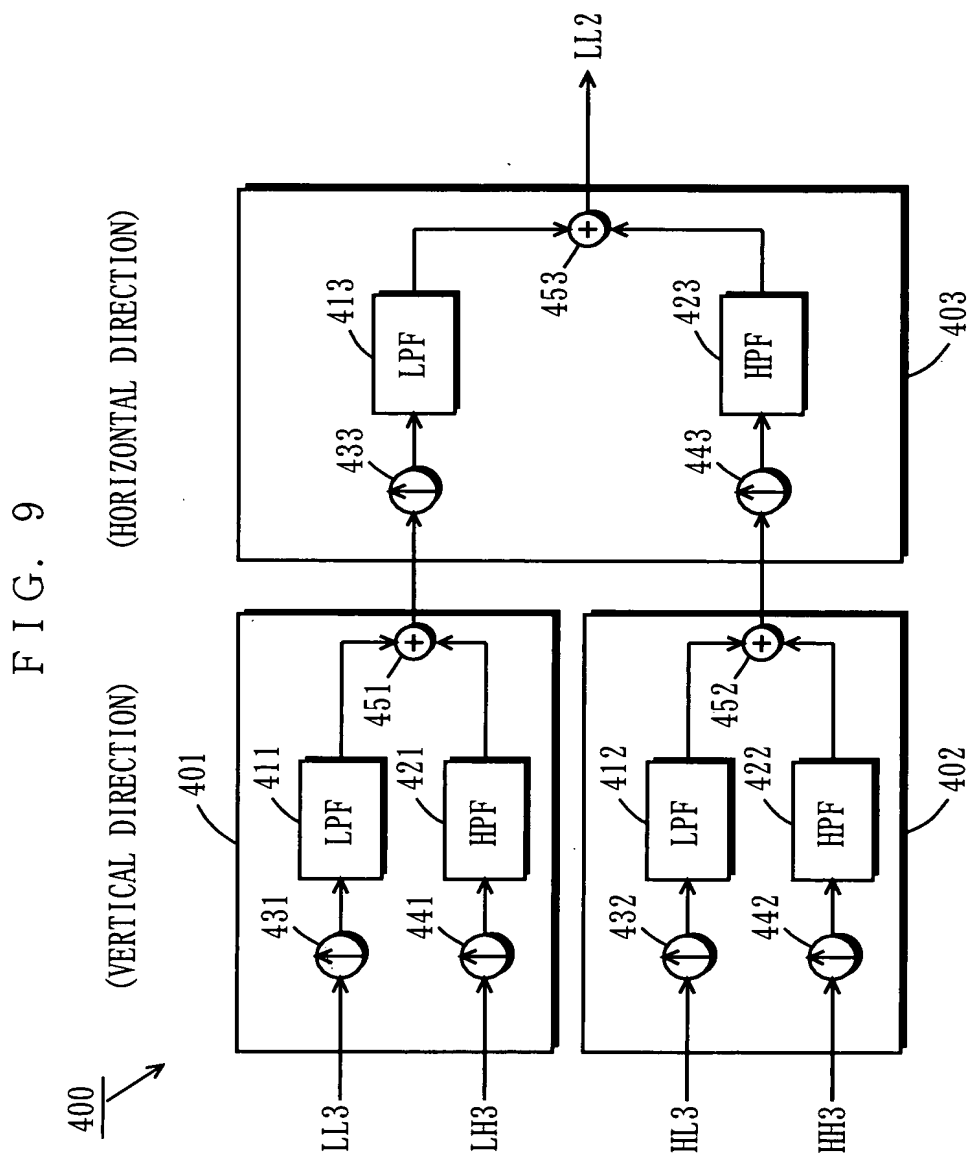 FIG. 9
400
(VERTICAL DIRECTION)
(HORIZONTAL DIRECTION)
401
LL3
431
LPF
411
LH3
441
HPF
421
451
HL3
432
LPF
412
HH3
442
HPF
422
452
402
433
LPF
413
443
HPF
423
453
403
LL2